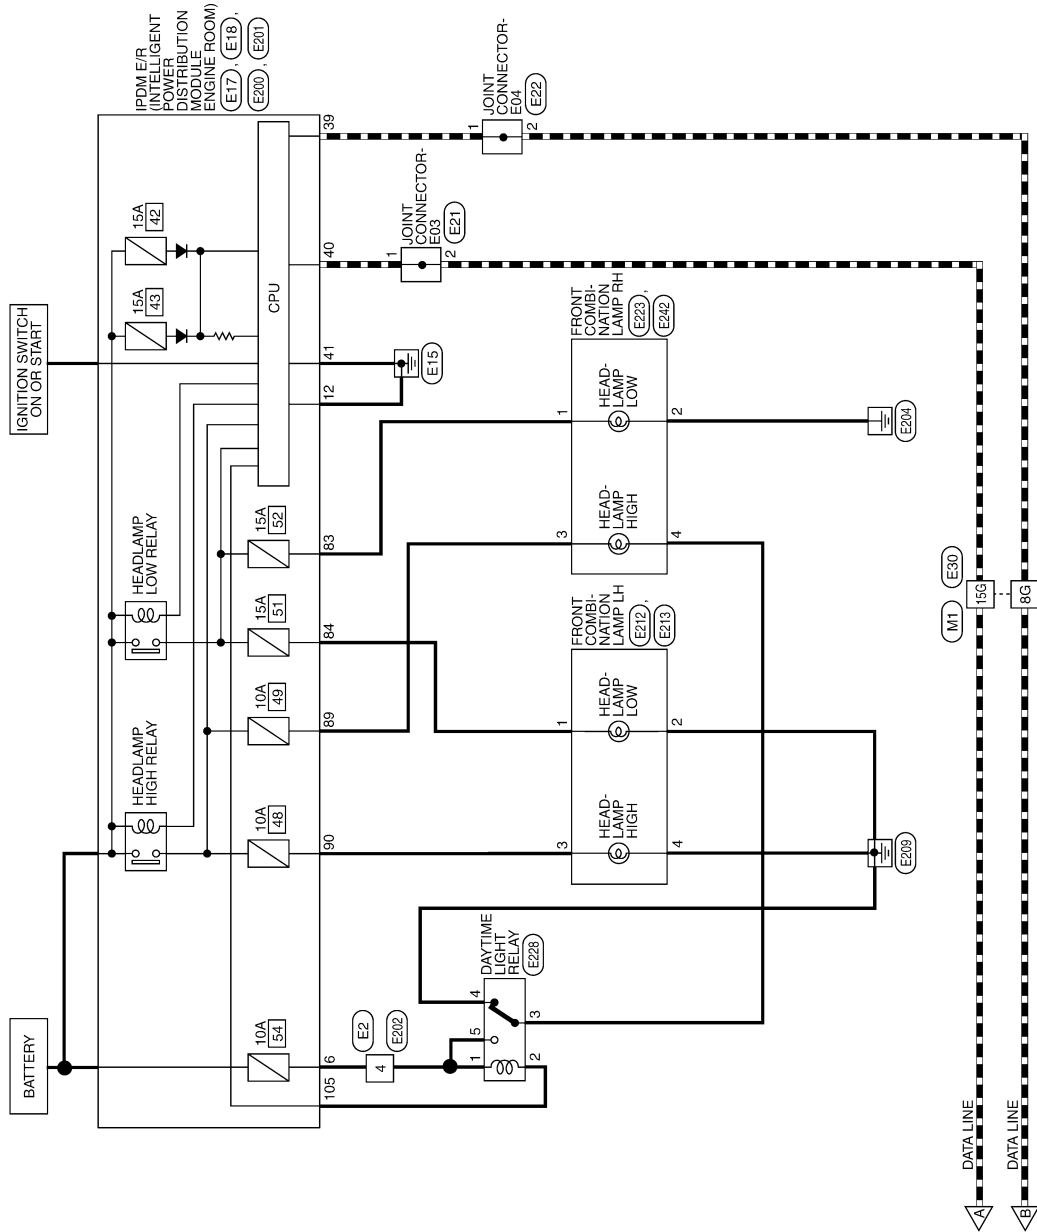 BATTERY
IGNITION SWITCH
ON OR START
IPDM E/R
(INTELLIGENT
POWER
DISTRIBUTION
MODULE
ENGINE ROOM)
E17 , E18 ,
E200 , E201
HEADLAMP
HIGH RELAY
HEADLAMP
LOW RELAY
15A
43
15A
42
10A
54
10A
48
10A
49
15A
51
15A
52
CPU
105
6
90
89
84
83
12
41
40
39
E2
4
E202
E15
1
JOINT
CONNECTOR-
E03
E21
2
1
JOINT
CONNECTOR-
E04
E22
2
DAYTIME
LIGHT
RELAY
E228
1
5
4
2
3
FRONT
COMBI-
NATION
LAMP LH
E212 ,
E213
3
1
HEAD-
LAMP
HIGH
HEAD-
LAMP
LOW
4
2
FRONT
COMBI-
NATION
LAMP RH
E223 ,
E242
3
1
HEAD-
LAMP
HIGH
HEAD-
LAMP
LOW
4
2
E209
E204
M1
E30
15G
8G
DATA LINE
A
DATA LINE
B